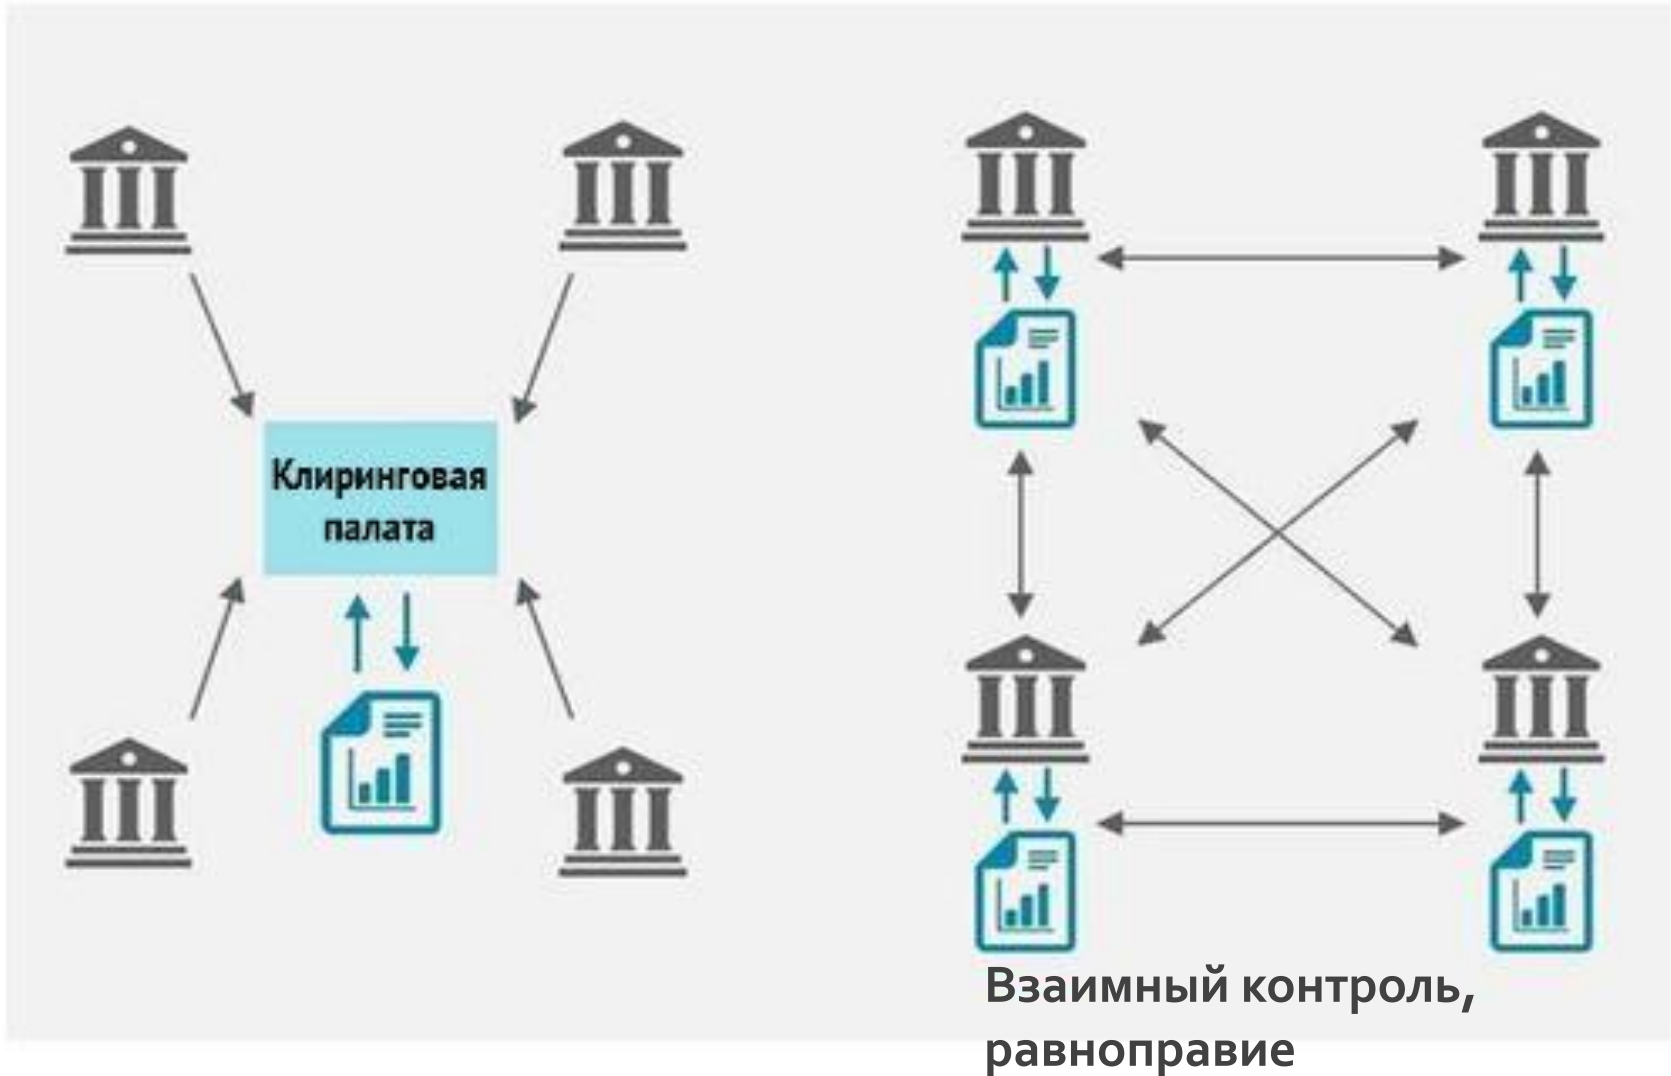 Клиринговая
палата
Взаимный контроль,
равноправие